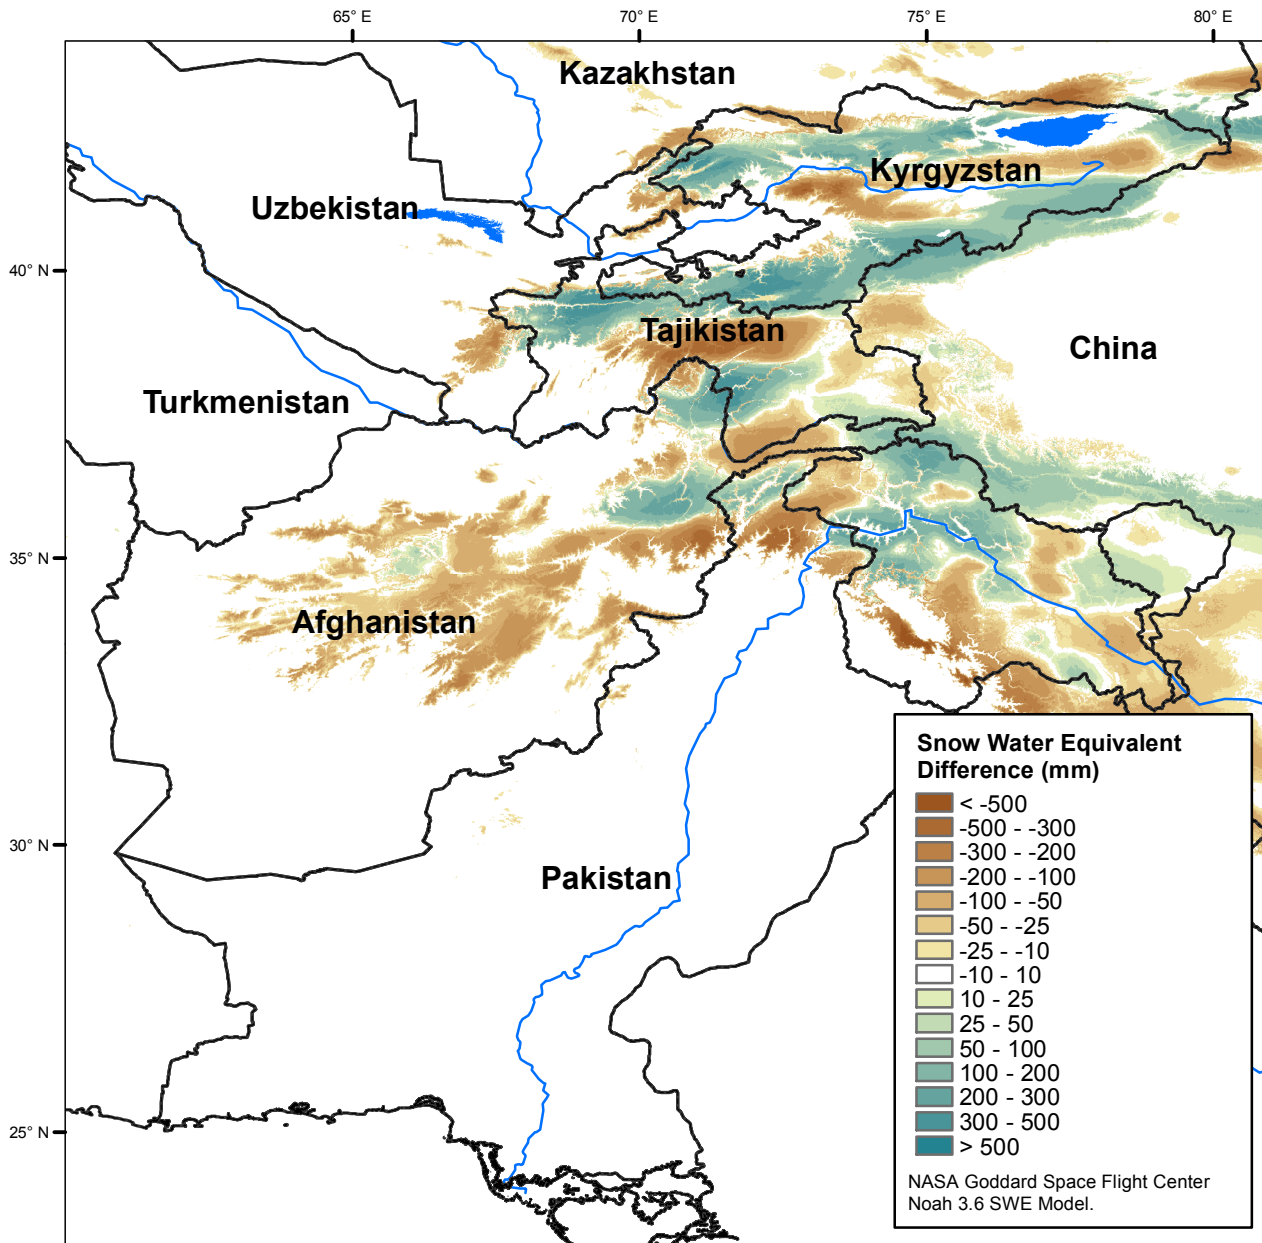 65° E
70° E
75° E
80° E
Kazakhstan
Kyrgyzstan
Uzbekistan
40° N
Tajikistan
China
Turkmenistan
35° N
Afghanistan
30° N
Pakistan
25° N
Snow Water Equivalent
Difference (mm)
< -500
-500 - -300
-300 - -200
-200 - -100
-100 - -50
-50 - -25
-25 - -10
-10 - 10
10 - 25
25 - 50
50 - 100
100 - 200
200 - 300
300 - 500
> 500
NASA Goddard Space Flight Center
Noah 3.6 SWE Model.